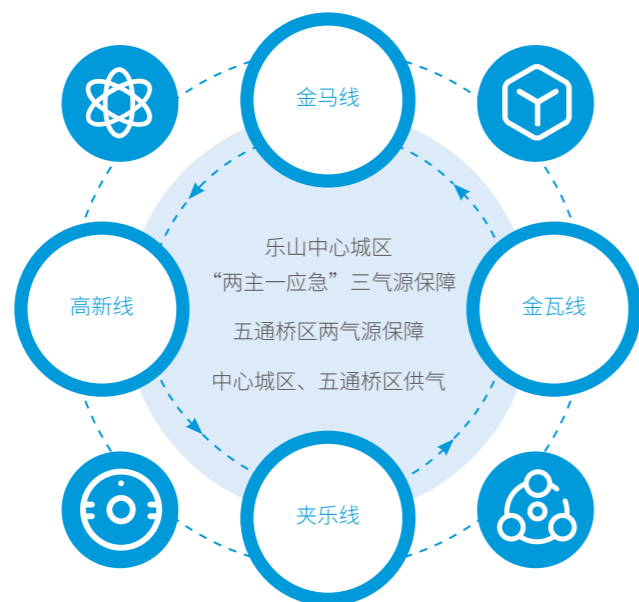 金马线
高新线
乐山中心城区
“两主一应急”三气源保障
五通桥区两气源保障
中心城区、五通桥区供气
金瓦线
夹乐线